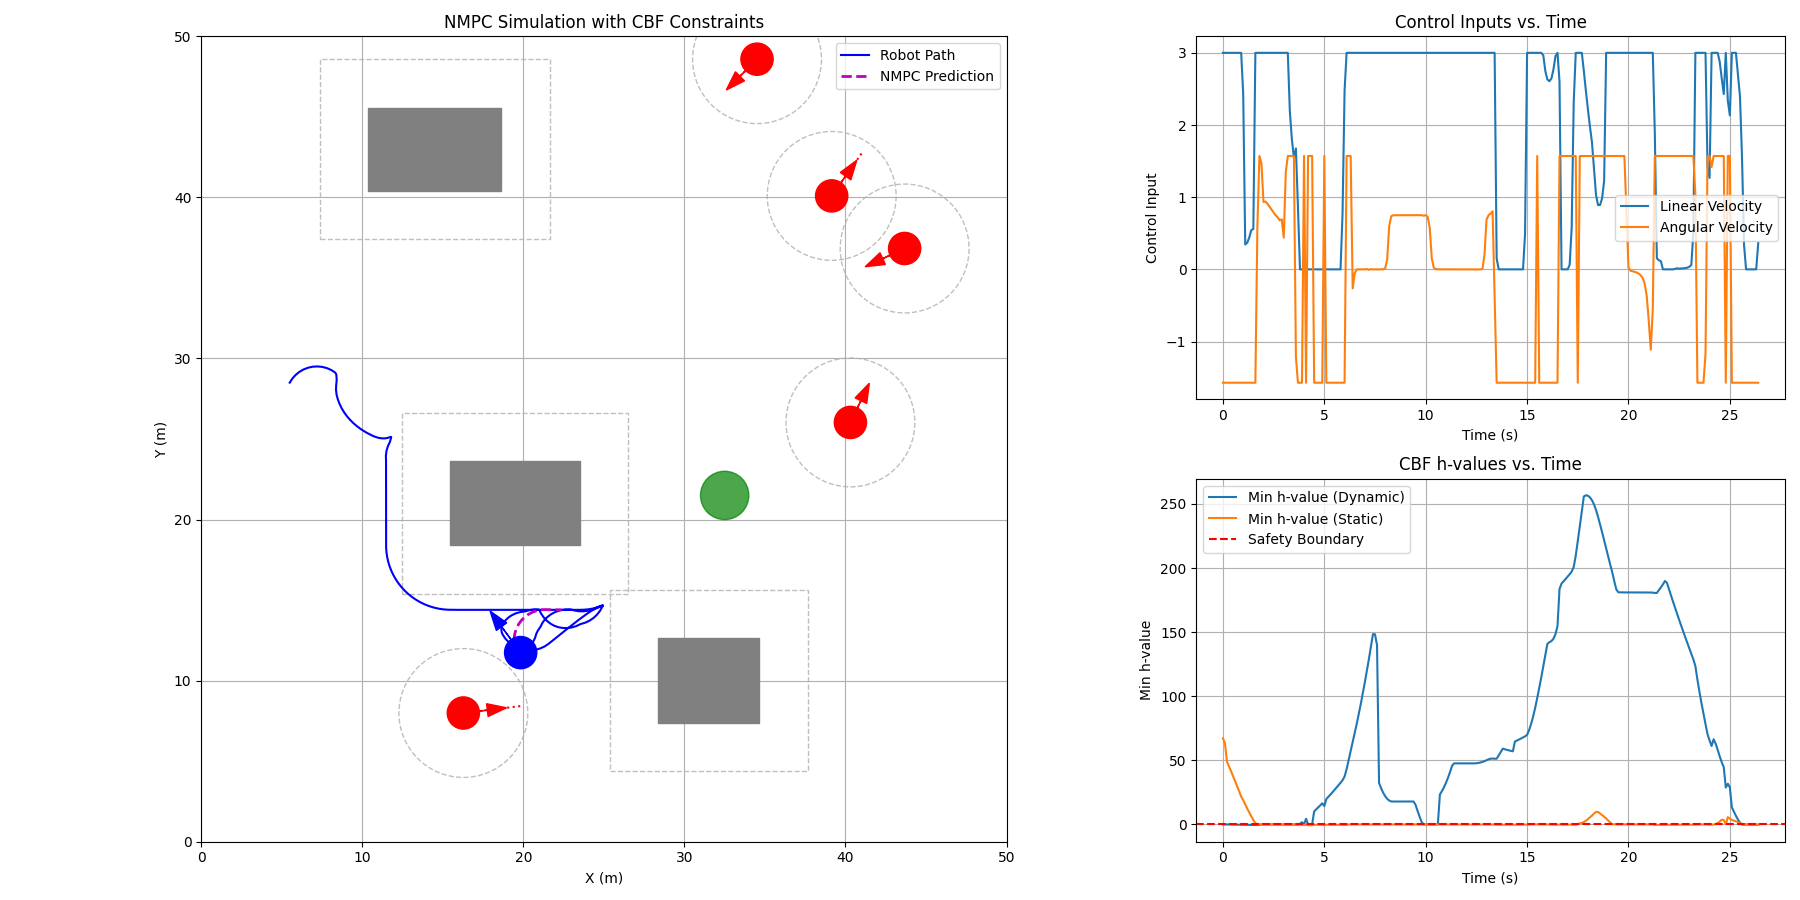 NMPC Simulation with CBF Constraints
Robot Path
NMPC Prediction
50
40
30
20
10
0
Y (m)
0 10 20 30 40 50
X (m)
Control Inputs vs. Time
3
2
1
0
−1
Control Input
Linear Velocity
Angular Velocity
0 5 10 15 20 25
Time (s)
CBF h-values vs. Time
Min h-value (Dynamic)
Min h-value (Static)
Safety Boundary
250
200
150
100
50
0
Min h-value
0 5 10 15 20 25
Time (s)